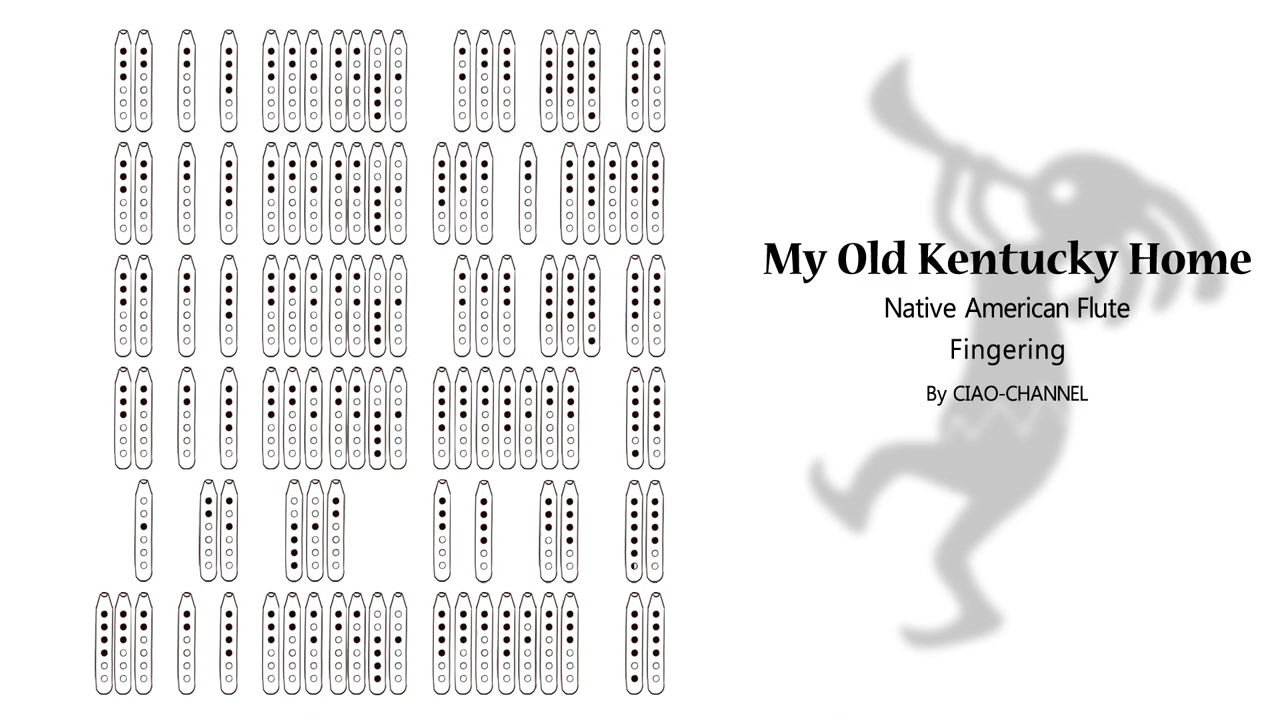 My Old Kentucky Home
Native American Flute
Fingering
By CIAO-CHANNEL